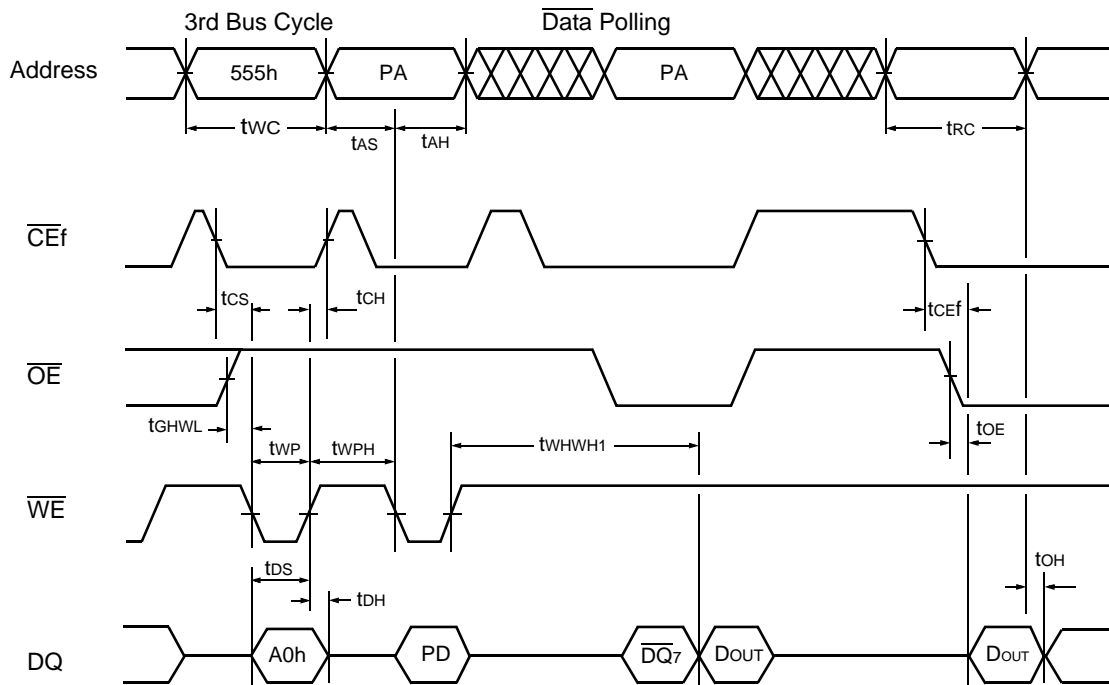 3rd Bus Cycle Data Polling
Address 555h PA PA
tWC tAS tAH tRC
CEf
tCS tCH tCEf
OE
tGHWL tWP tWPH tWHWH1 tOE
WE
tDS tDH tOH
DQ A0h PD DQ7 DOUT DOUT